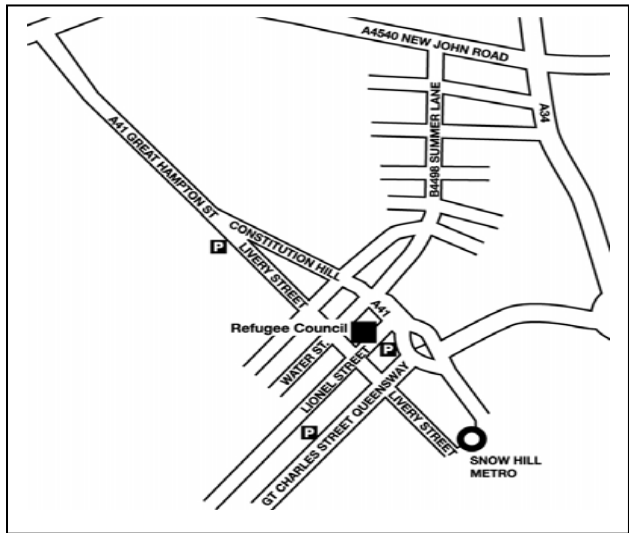 A4540 NEW JOHN ROAD
A34
B4498 SUMMER LANE
A41 GREAT HAMPTON ST
CONSTITUTION HILL
P
LIVERY STREET
A41
Refugee Council
P
WATER ST.
LIONEL STREET
P
GT CHARLES STREET QUEENSWAY
LIVERY STREET
SNOW HILL
METRO